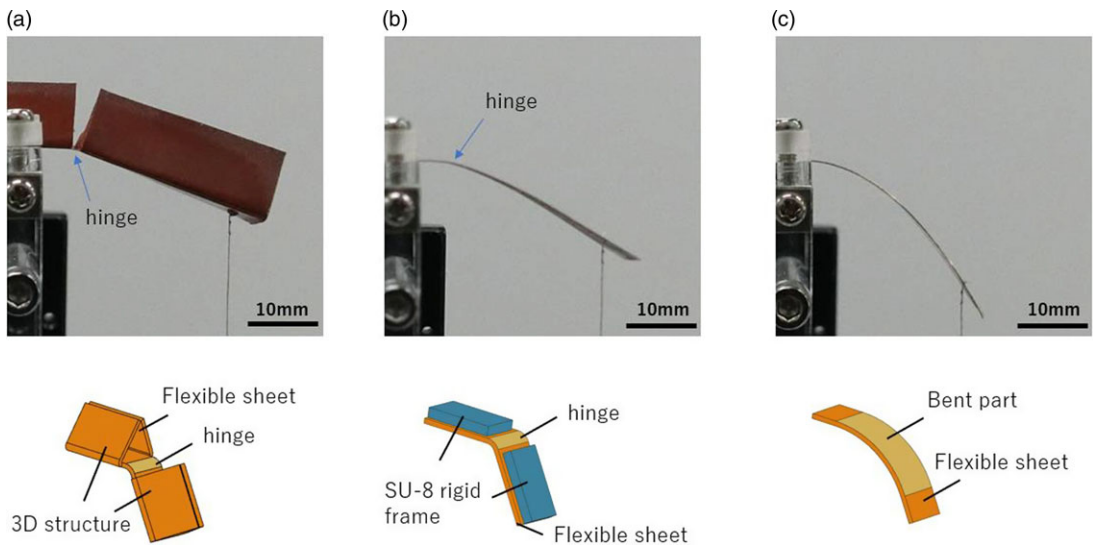 (a)
(b)
(c)
hinge
hinge
10mm
10mm
10mm
Flexible sheet
hinge
3D structure
hinge
SU-8 rigid
frame
Flexible sheet
Bent part
Flexible sheet